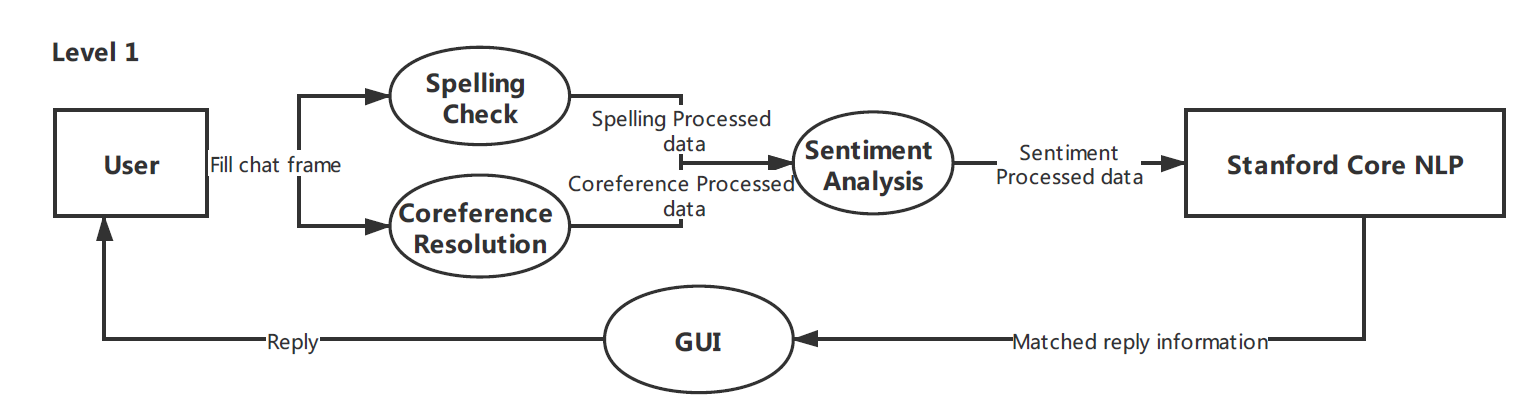 Level 1
User
Fill chat frame
Spelling
Check
Coreference
Resolution
Spelling Processed
data
Coreference Processed
data
Sentiment
Analysis
Sentiment
Processed data
Stanford Core NLP
Matched reply information
GUI
Reply